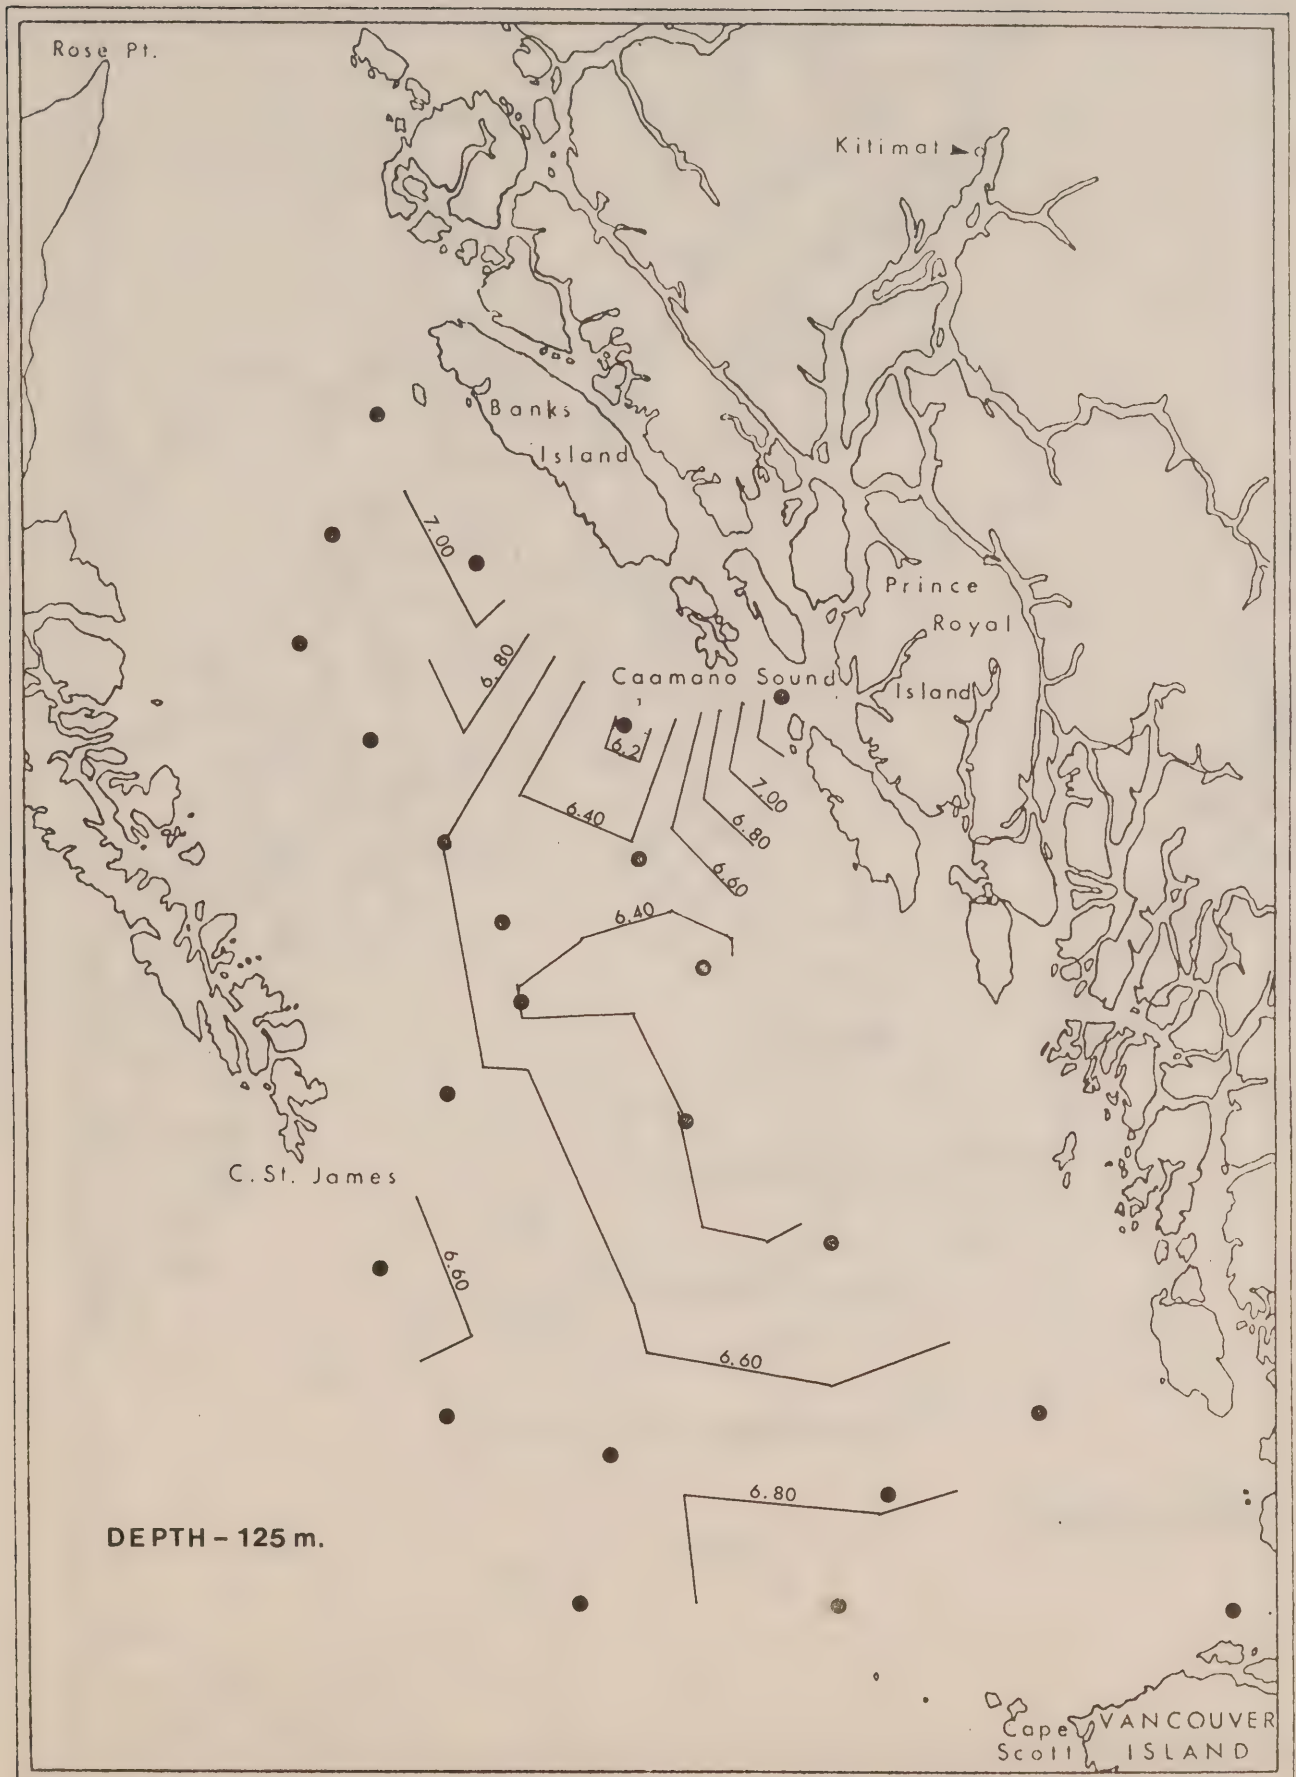 Rose Pt.
Kitimat
Banks
Island
7.00
Prince
Royal
Island
6.80
Caamano Sound
6.2
7.00
6.40
6.80
6.60
6.40
C.St. James
6.60
6.60
6.80
DEPTH – 125 m.
Cape
Scott
VANCOUVER
ISLAND